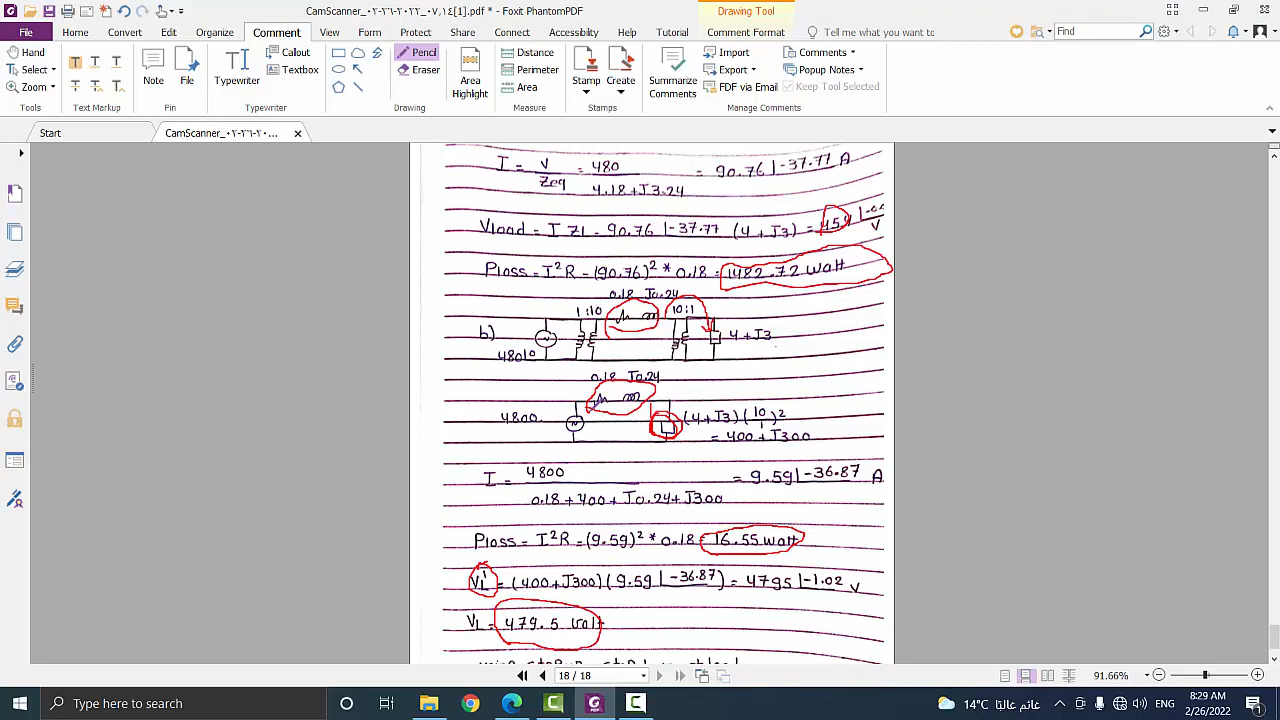 CamScanner_٠٢-٢٦-٢٠٢٢_٠٧,١٤[1].pdf * - Foxit PhantomPDF
Drawing Tool
File Home Convert Edit Organize Comment View Form Protect Share Connect Accessibility Help Tutorial Comment Format Tell me what you want to do Find
Hand
Select
Zoom
Tools
Text Markup
Note
File
Pin
Typewriter
Callout
Textbox
Typewriter
Pencil
Eraser
Drawing
Area Highlight
Distance
Perimeter
Area
Measure
Stamp
Create
Stamps
Summarize Comments
Import
Export
FDF via Email
Comments
Popup Notes
Keep Tool Selected
Manage Comments
Start
I = V/Zeq = 480/4.18+J3.24 = 90.76 |-37.77 A
Vload = I ZL = 90.76 |-37.77 (4 + J3) = 454
V
Ploss = I²R = (90.76)² * 0.18 = 1482.72 watt
0.18 J0.24
1:10 10:1
b) 4 + J3
480|0
0.18 J0.24
4800. (4+J3)(10/1)²
= 400+J300
I = 4800/0.18+400+J0.24+J300 = 9.59|-36.87 A
Ploss = I²R = (9.59)² * 0.18 = 16.55 watt
VL' = (400+J300)(9.59 |-36.87) = 4795 |-1.02 V
VL = 479.5 volt
18 / 18
91.66%
Type here to search
14°C
ENG
8:29 AM
2/26/2022